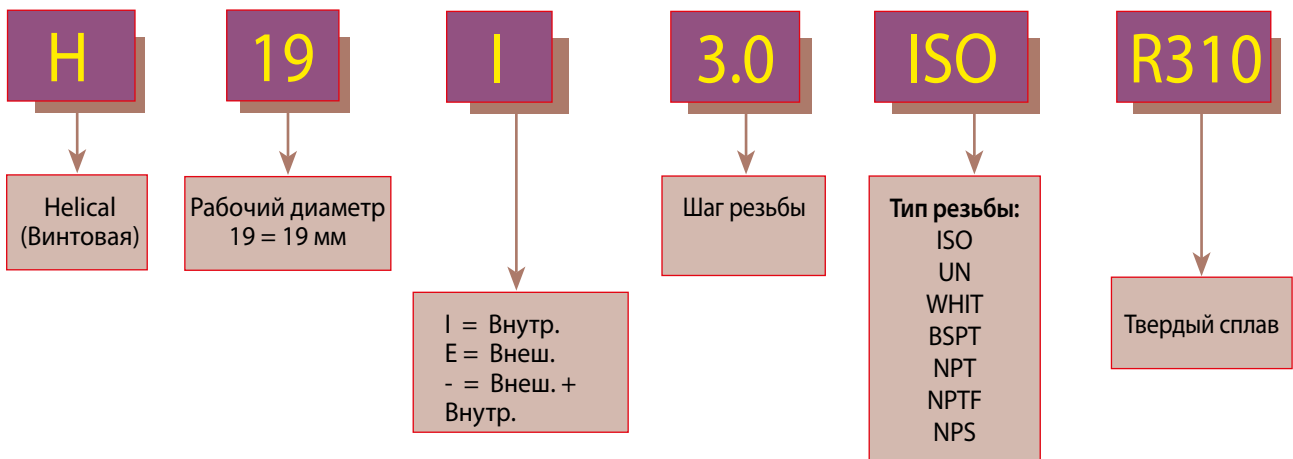 H
19
I
3.0
ISO
R310
Helical
(Винтовая)
Рабочий диаметр
19 = 19 мм
I = Внутр.
E = Внеш.
- = Внеш. +
Внутр.
Шаг резьбы
Тип резьбы:
ISO
UN
WHIT
BSPT
NPT
NPTF
NPS
Твердый сплав